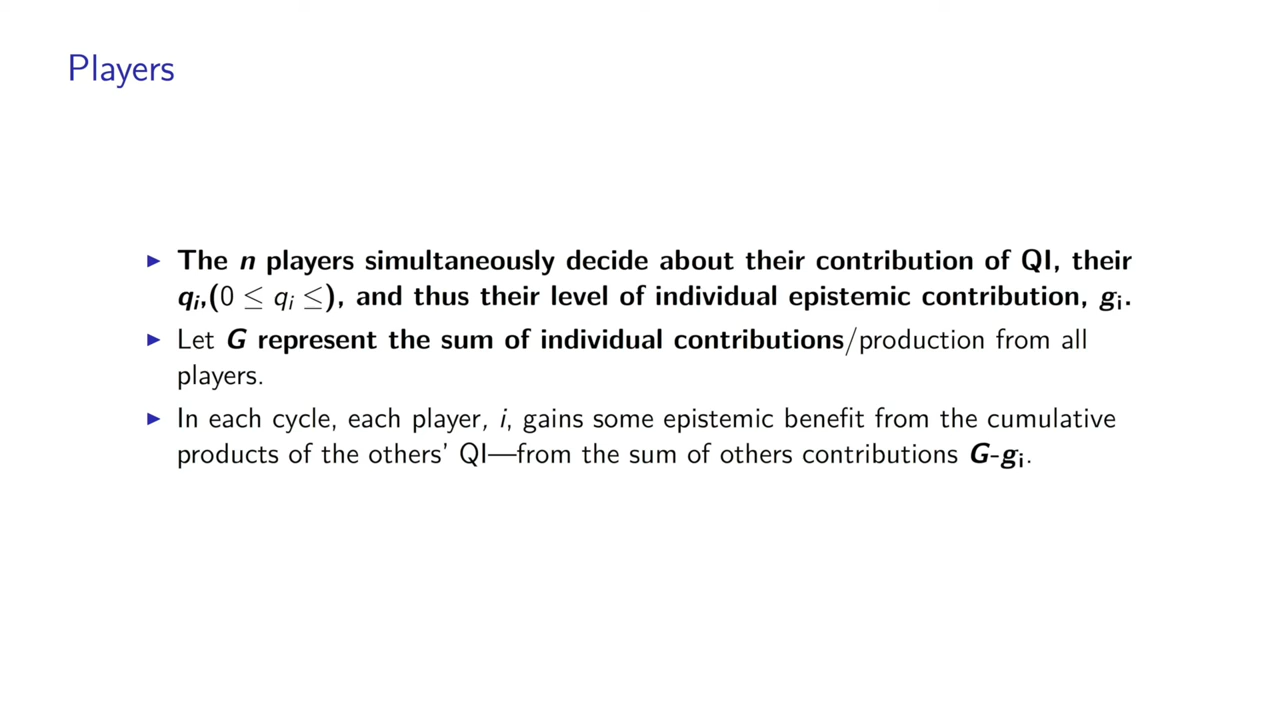 Players
▶ The n players simultaneously decide about their contribution of QI, their
qᵢ,(0 ≤ qᵢ ≤), and thus their level of individual epistemic contribution, gᵢ.
▶ Let G represent the sum of individual contributions/production from all
players.
▶ In each cycle, each player, i, gains some epistemic benefit from the cumulative
products of the others' QI—from the sum of others contributions G-gᵢ.